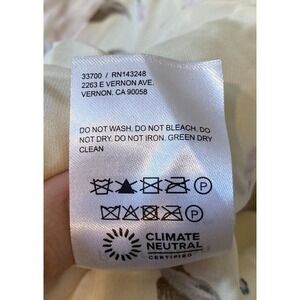 33700 / RN143248
2263 E VERNON AVE.
VERNON, CA 90058
DO NOT WASH. DO NOT BLEACH. DO
NOT DRY. DO NOT IRON. GREEN DRY
CLEAN
P
P
CLIMATE
NEUTRAL
CERTIFIED